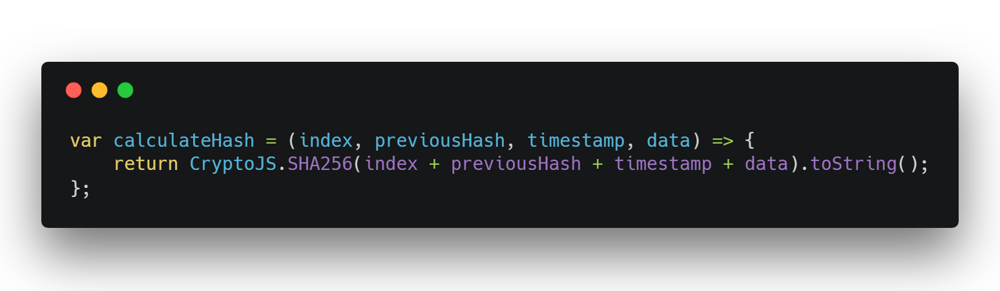 var calculateHash = (index, previousHash, timestamp, data) => {
    return CryptoJS.SHA256(index + previousHash + timestamp + data).toString();
};